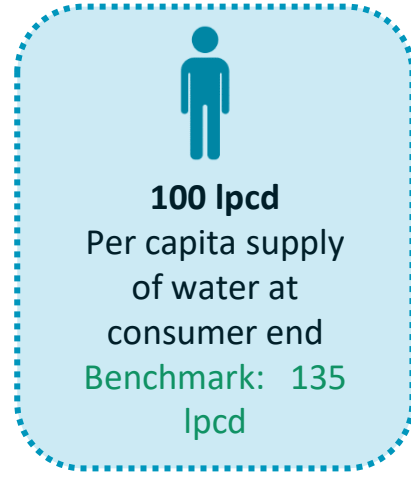 100 lpcd
Per capita supply
of water at
consumer end
Benchmark: 135
lpcd